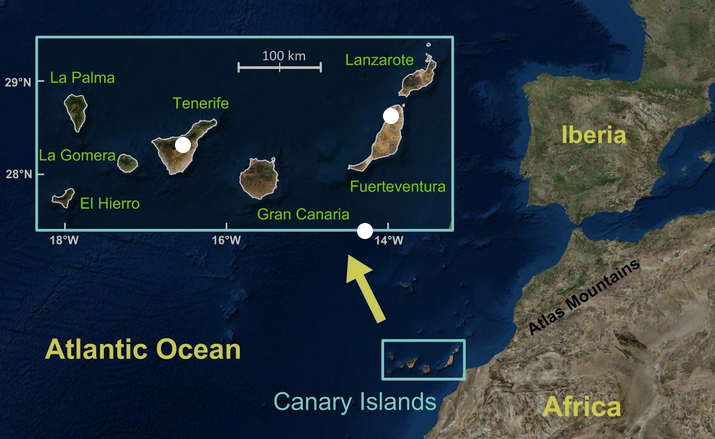 100 km
Lanzarote
29°N
La Palma
Tenerife
La Gomera
28°N
El Hierro
Fuerteventura
Gran Canaria
18°W
16°W
14°W
Iberia
Atlas Mountains
Atlantic Ocean
Canary Islands
Africa